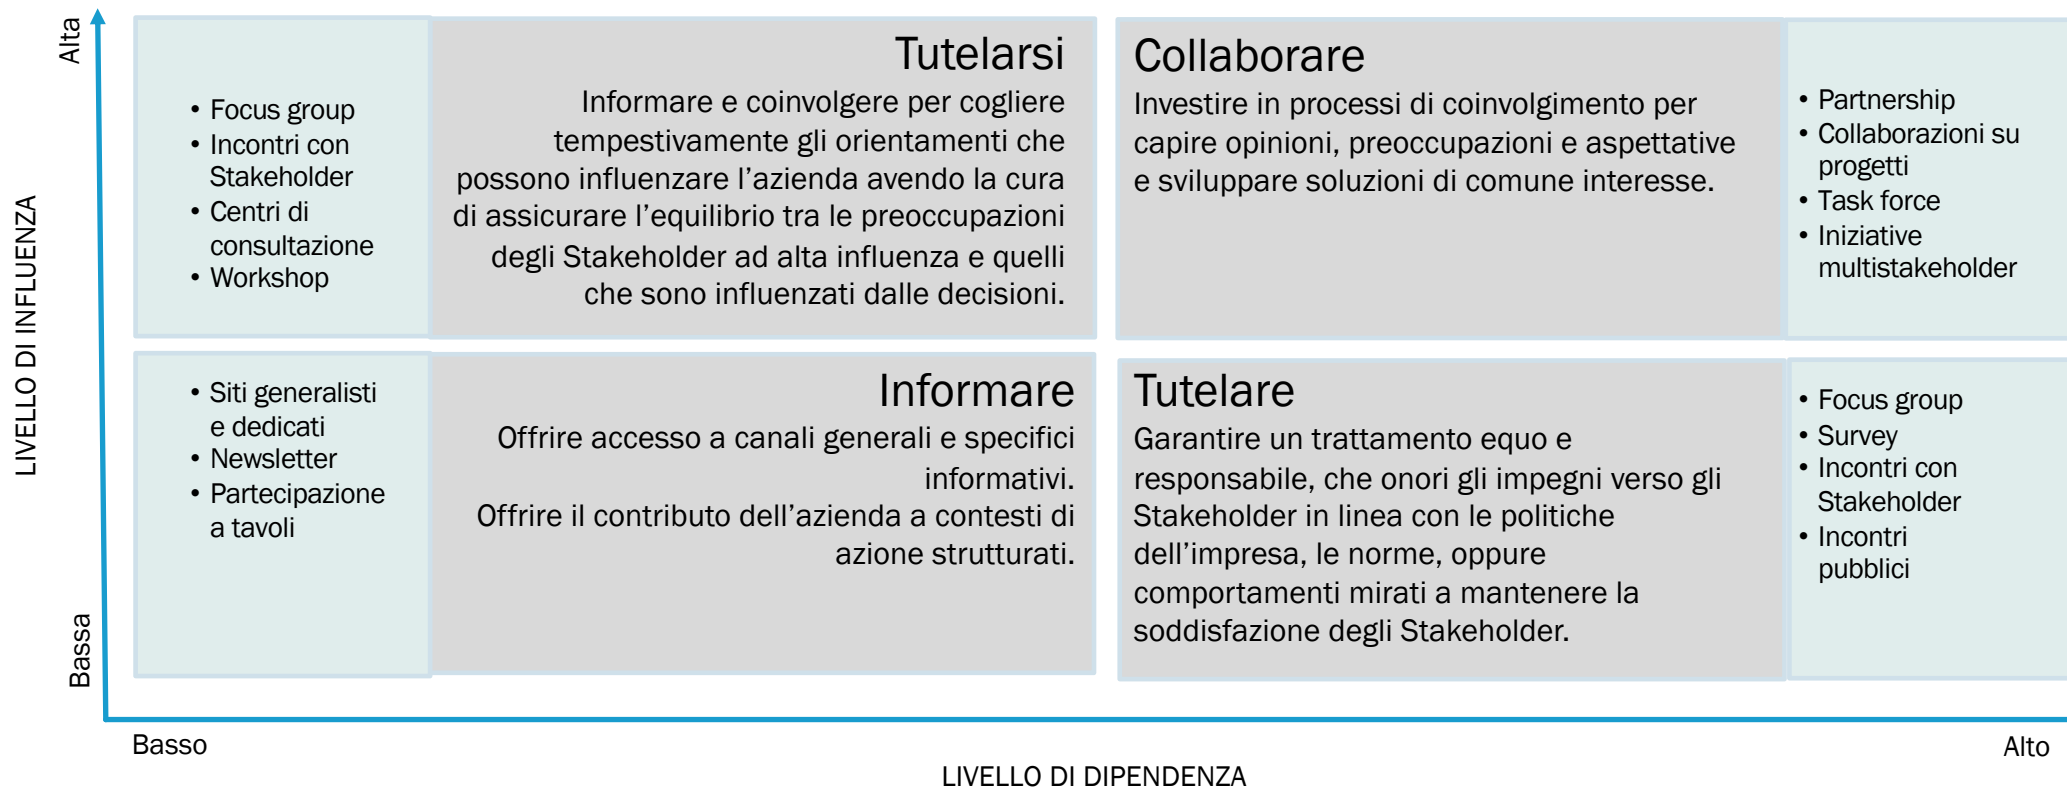 LIVELLO DI INFLUENZA
Alta
Bassa
• Focus group
• Incontri con
Stakeholder
• Centri di
consultazione
• Workshop
Tutelarsi
Informare e coinvolgere per cogliere
tempestivamente gli orientamenti che
possono influenzare l’azienda avendo la cura
di assicurare l’equilibrio tra le preoccupazioni
degli Stakeholder ad alta influenza e quelli
che sono influenzati dalle decisioni.
Collaborare
Investire in processi di coinvolgimento per
capire opinioni, preoccupazioni e aspettative
e sviluppare soluzioni di comune interesse.
• Partnership
• Collaborazioni su
progetti
• Task force
• Iniziative
multistakeholder
• Siti generalisti
e dedicati
• Newsletter
• Partecipazione
a tavoli
Informare
Offrire accesso a canali generali e specifici
informativi.
Offrire il contributo dell’azienda a contesti di
azione strutturati.
Tutelare
Garantire un trattamento equo e
responsabile, che onori gli impegni verso gli
Stakeholder in linea con le politiche
dell’impresa, le norme, oppure
comportamenti mirati a mantenere la
soddisfazione degli Stakeholder.
• Focus group
• Survey
• Incontri con
Stakeholder
• Incontri
pubblici
Basso
Alto
LIVELLO DI DIPENDENZA